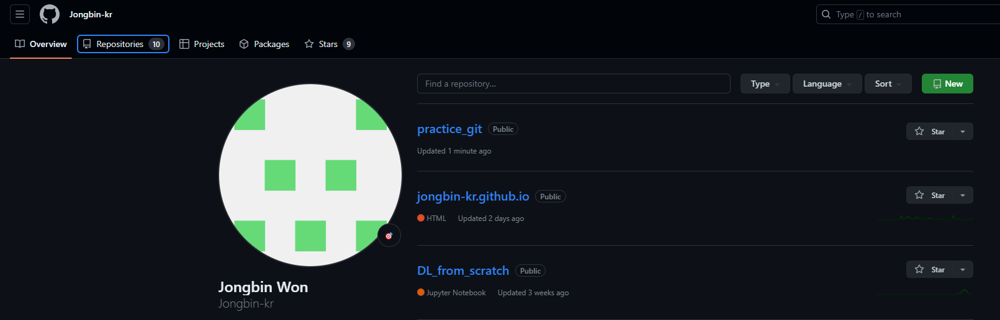 Jongbin-kr
Type / to search
Overview Repositories 10 Projects Packages Stars 9
Find a repository... Type Language Sort New
practice_git Public Star
Updated 1 minute ago
jongbin-kr.github.io Public Star
HTML Updated 2 days ago
DL_from_scratch Public Star
Jupyter Notebook Updated 3 weeks ago
Jongbin Won
Jongbin-kr